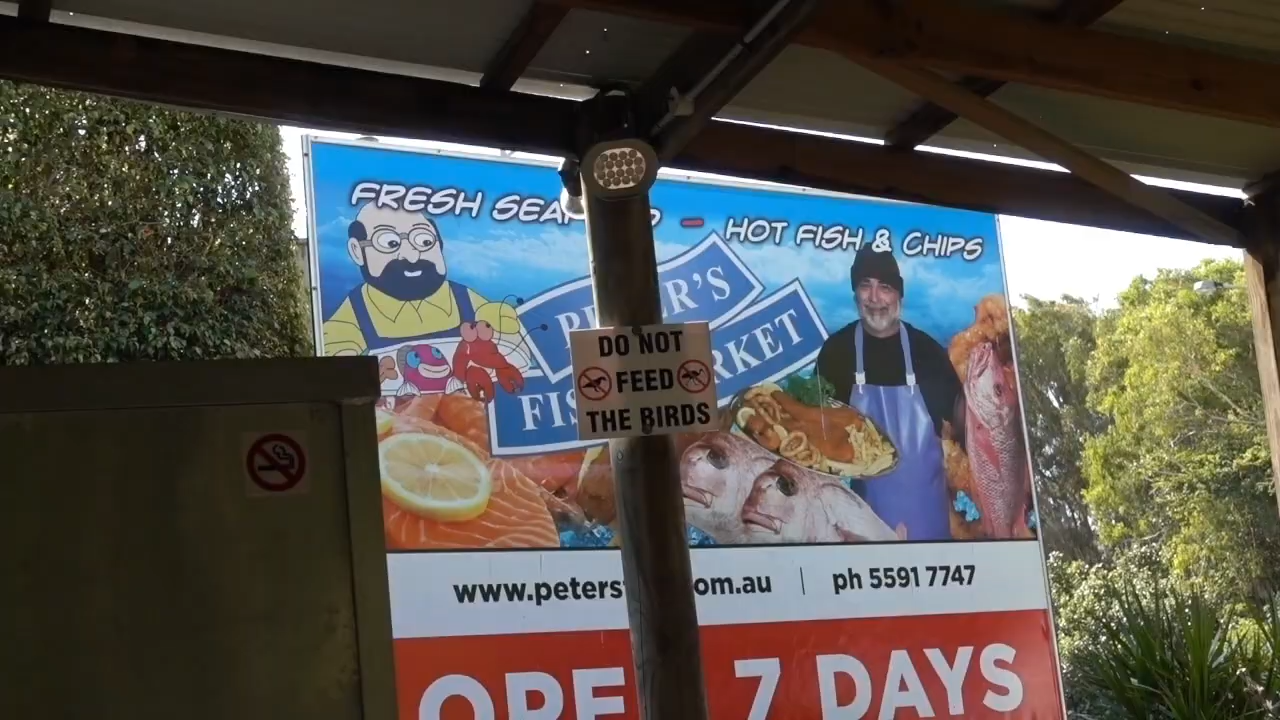 FRESH SEAFOOD - HOT FISH & CHIPS
PETER'S
FISH MARKET
DO NOT
FEED
THE BIRDS
www.peters om.au | ph 5591 7747
OPEN 7 DAYS